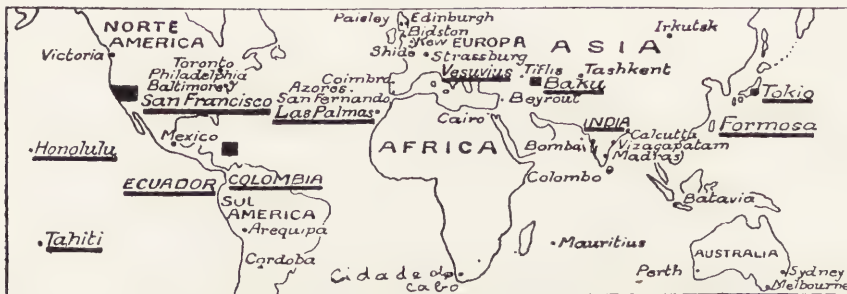 NORTE
AMERICA
Victoria
Toronto
Philadelphia
Baltimore
San Francisco
Mexico
Honolulu
ECUADOR
COLOMBIA
SUL
AMERICA
Arequipa
Tahiti
Cordoba
Paisley
Edinburgh
Bidston
Kew
Shide
EUROPA
Strassburg
Coimbra
Azores
San Fernando
Las Palmas
Vesuvius
Tiflis
Baku
Tashkent
Beyrout
Cairo
AFRICA
Cidade do
Cabo
ASIA
Irkutsk
Tokio
Formosa
INDIA
Calcutta
Bombai
Vizagapatam
Madras
Colombo
Batavia
Mauritius
AUSTRALIA
Perth
Sydney
Melbourne